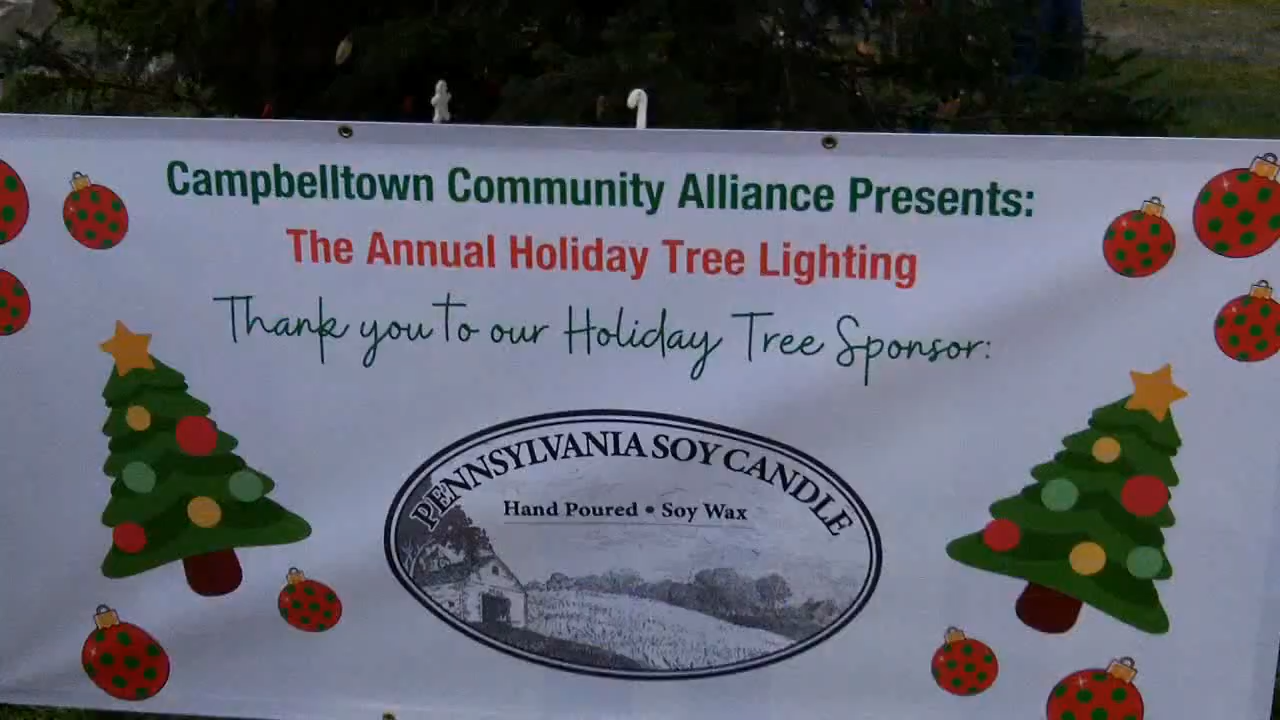 Campbelltown Community Alliance Presents:
The Annual Holiday Tree Lighting
Thank you to our Holiday Tree Sponsor:
PENNSYLVANIA SOY CANDLE
Hand Poured • Soy Wax